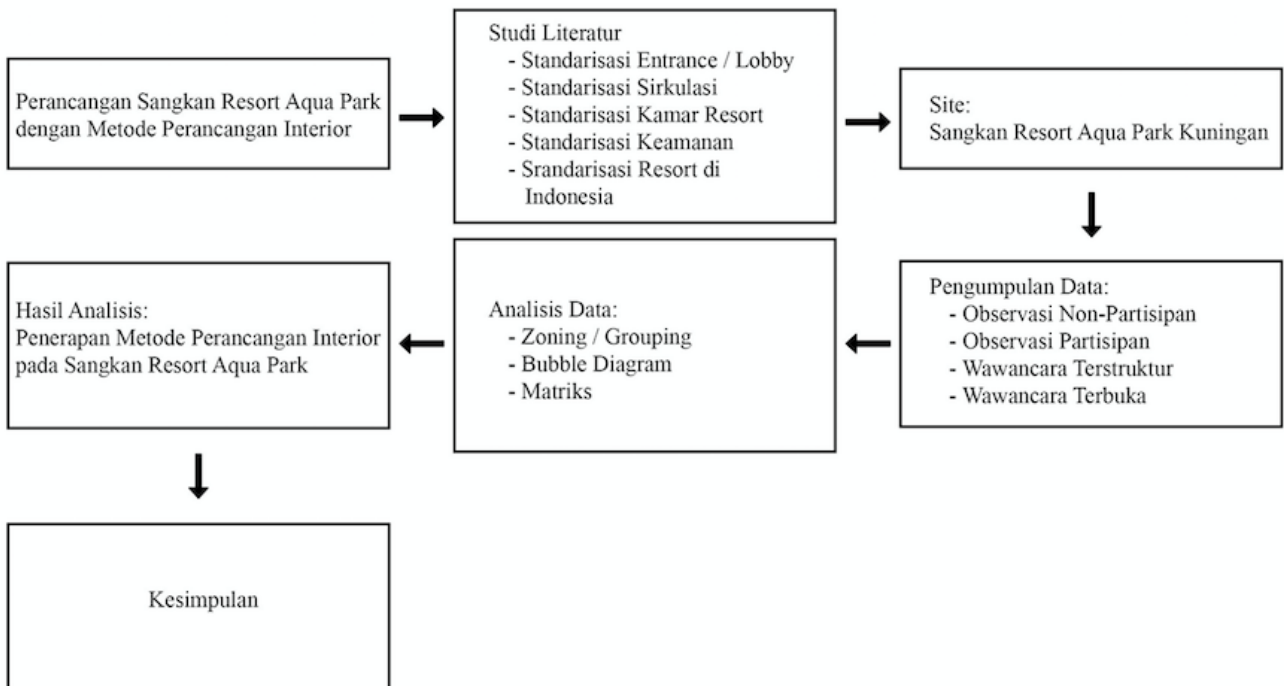 Perancangan Sangkan Resort Aqua Park
dengan Metode Perancangan Interior
Studi Literatur
- Standarisasi Entrance / Lobby
- Standarisasi Sirkulasi
- Standarisasi Kamar Resort
- Standarisasi Keamanan
- Srandarisasi Resort di
Indonesia
Site:
Sangkan Resort Aqua Park Kuningan
Pengumpulan Data:
- Observasi Non-Partisipan
- Observasi Partisipan
- Wawancara Terstruktur
- Wawancara Terbuka
Analisis Data:
- Zoning / Grouping
- Bubble Diagram
- Matriks
Hasil Analisis:
Penerapan Metode Perancangan Interior
pada Sangkan Resort Aqua Park
Kesimpulan